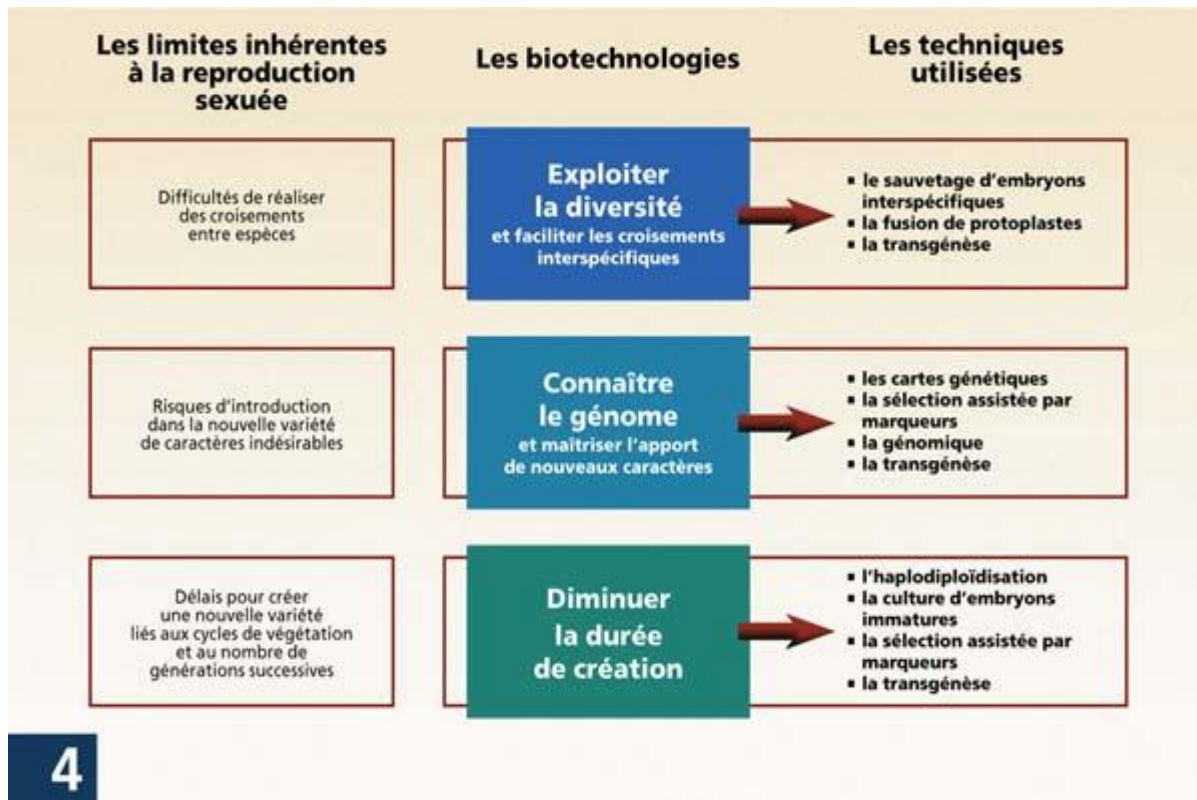 Les limites inhérentes
à la reproduction
sexuée
Les biotechnologies
Les techniques
utilisées
Difficultés de réaliser
des croisements
entre espèces
Exploiter
la diversité
et faciliter les croisements
interspécifiques
▪ le sauvetage d'embryons
interspécifiques
▪ la fusion de protoplastes
▪ la transgénèse
Risques d'introduction
dans la nouvelle variété
de caractères indésirables
Connaître
le génome
et maîtriser l'apport
de nouveaux caractères
▪ les cartes génétiques
▪ la sélection assistée par
marqueurs
▪ la génomique
▪ la transgénèse
Délais pour créer
une nouvelle variété
liés aux cycles de végétation
et au nombre de
générations successives
Diminuer
la durée
de création
▪ l'haplodiploïdisation
▪ la culture d'embryons
immatures
▪ la sélection assistée par
marqueurs
▪ la transgénèse
4